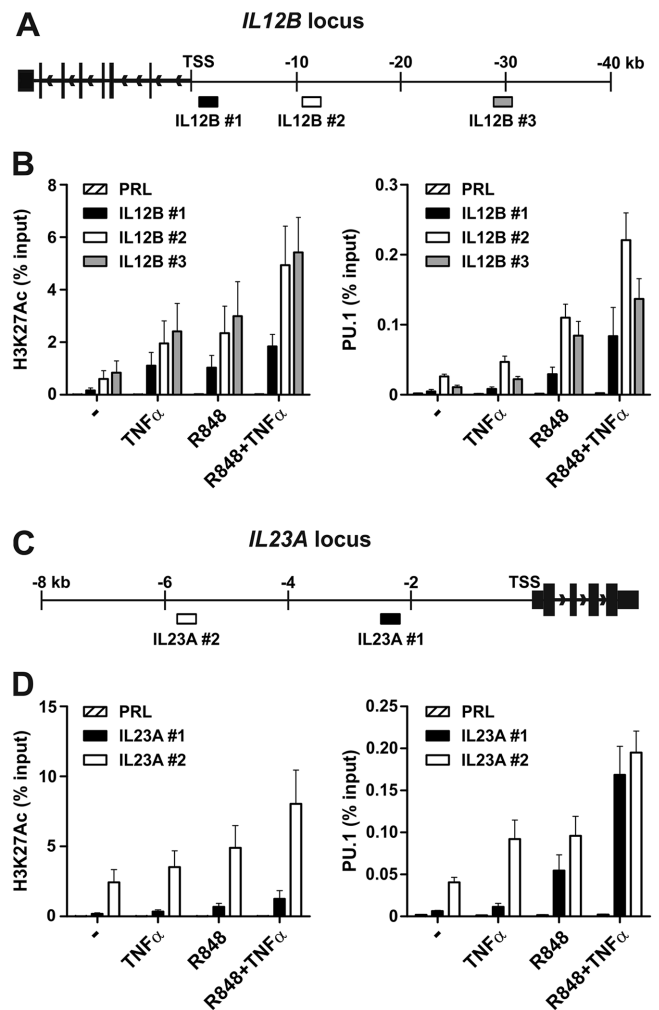 A
IL12B locus
TSS -10 -20 -30 -40 kb
IL12B #1 IL12B #2 IL12B #3
B
H3K27Ac (% input)
8
6
4
2
0
PRL
IL12B #1
IL12B #2
IL12B #3
- TNFα R848 R848+TNFα
PU.1 (% input)
0.3
0.2
0.1
0
PRL
IL12B #1
IL12B #2
IL12B #3
- TNFα R848 R848+TNFα
C
IL23A locus
-8 kb -6 -4 -2 TSS
IL23A #2 IL23A #1
D
H3K27Ac (% input)
15
10
5
0
PRL
IL23A #1
IL23A #2
- TNFα R848 R848+TNFα
PU.1 (% input)
0.20
0.15
0.10
0.05
0
PRL
IL23A #1
IL23A #2
- TNFα R848 R848+TNFα